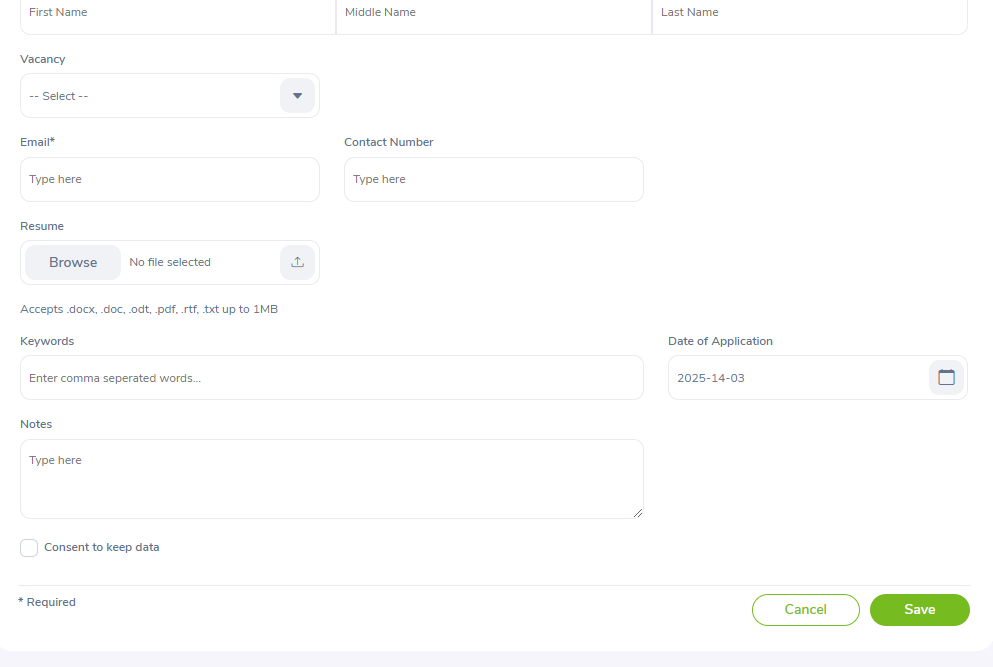 First Name Middle Name Last Name
Vacancy
-- Select --
Email* Contact Number
Type here Type here
Resume
Browse No file selected
Accepts .docx, .doc, .odt, .pdf, .rtf, .txt up to 1MB
Keywords Date of Application
Enter comma seperated words... 2025-14-03
Notes
Type here
Consent to keep data
* Required Cancel Save